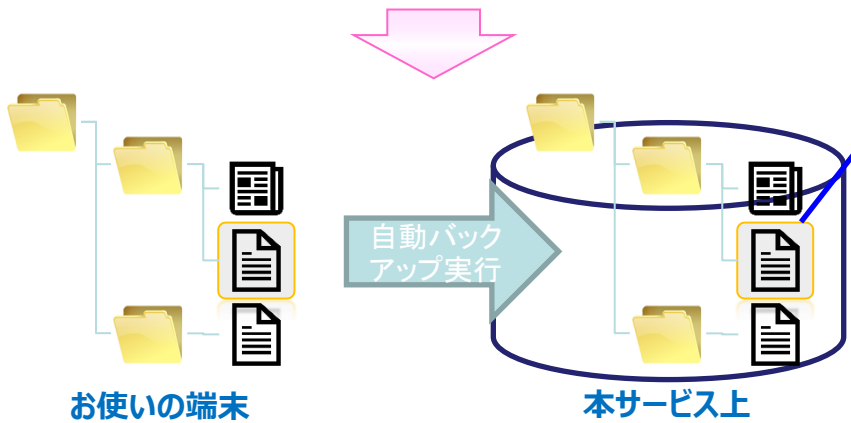 自動バック
アップ実行
お使いの端末
本サービス上